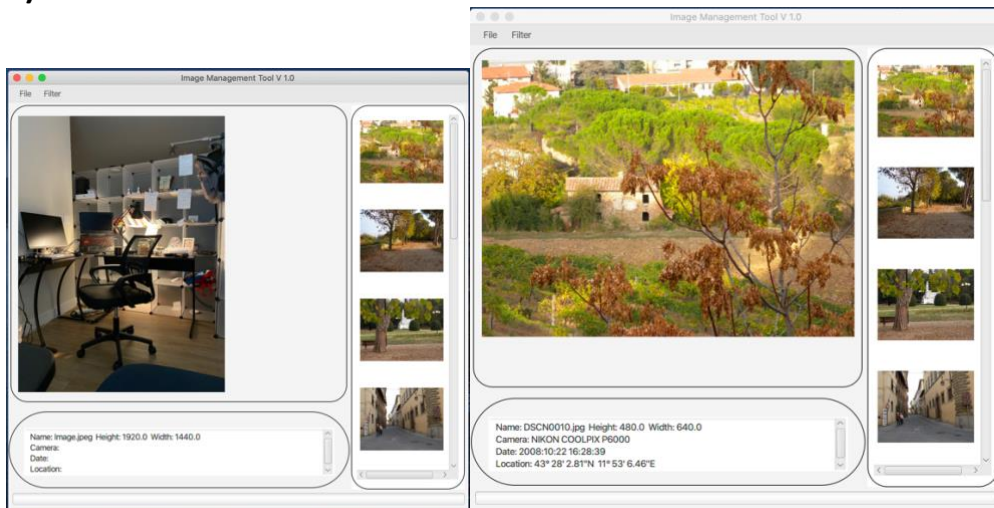 Image Management Tool V 1.0
File Filter
Name: Image.jpeg Height: 1920.0 Width: 1440.0
Camera:
Date:
Location:
Image Management Tool V 1.0
File Filter
Name: DSCN0010.jpg Height: 480.0 Width: 640.0
Camera: NIKON COOLPIX P6000
Date: 2008:10:22 16:28:39
Location: 43° 28' 2.81"N 11° 53' 6.46"E